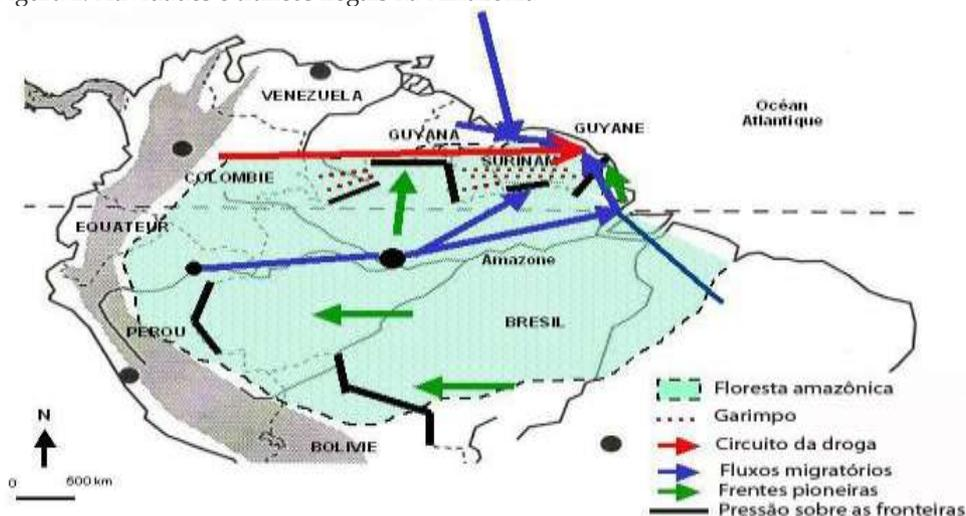 VENEZUELA
Océan
Atlantique
GUYANA
GUYANE
SURINAM
COLOMBIE
EQUATEUR
Amazone
PEROU
BRESIL
BOLIVIE
N
0 600 km
Floresta amazônica
Garimpo
Circuito da droga
Fluxos migratórios
Frentes pioneiras
Pressão sobre as fronteiras